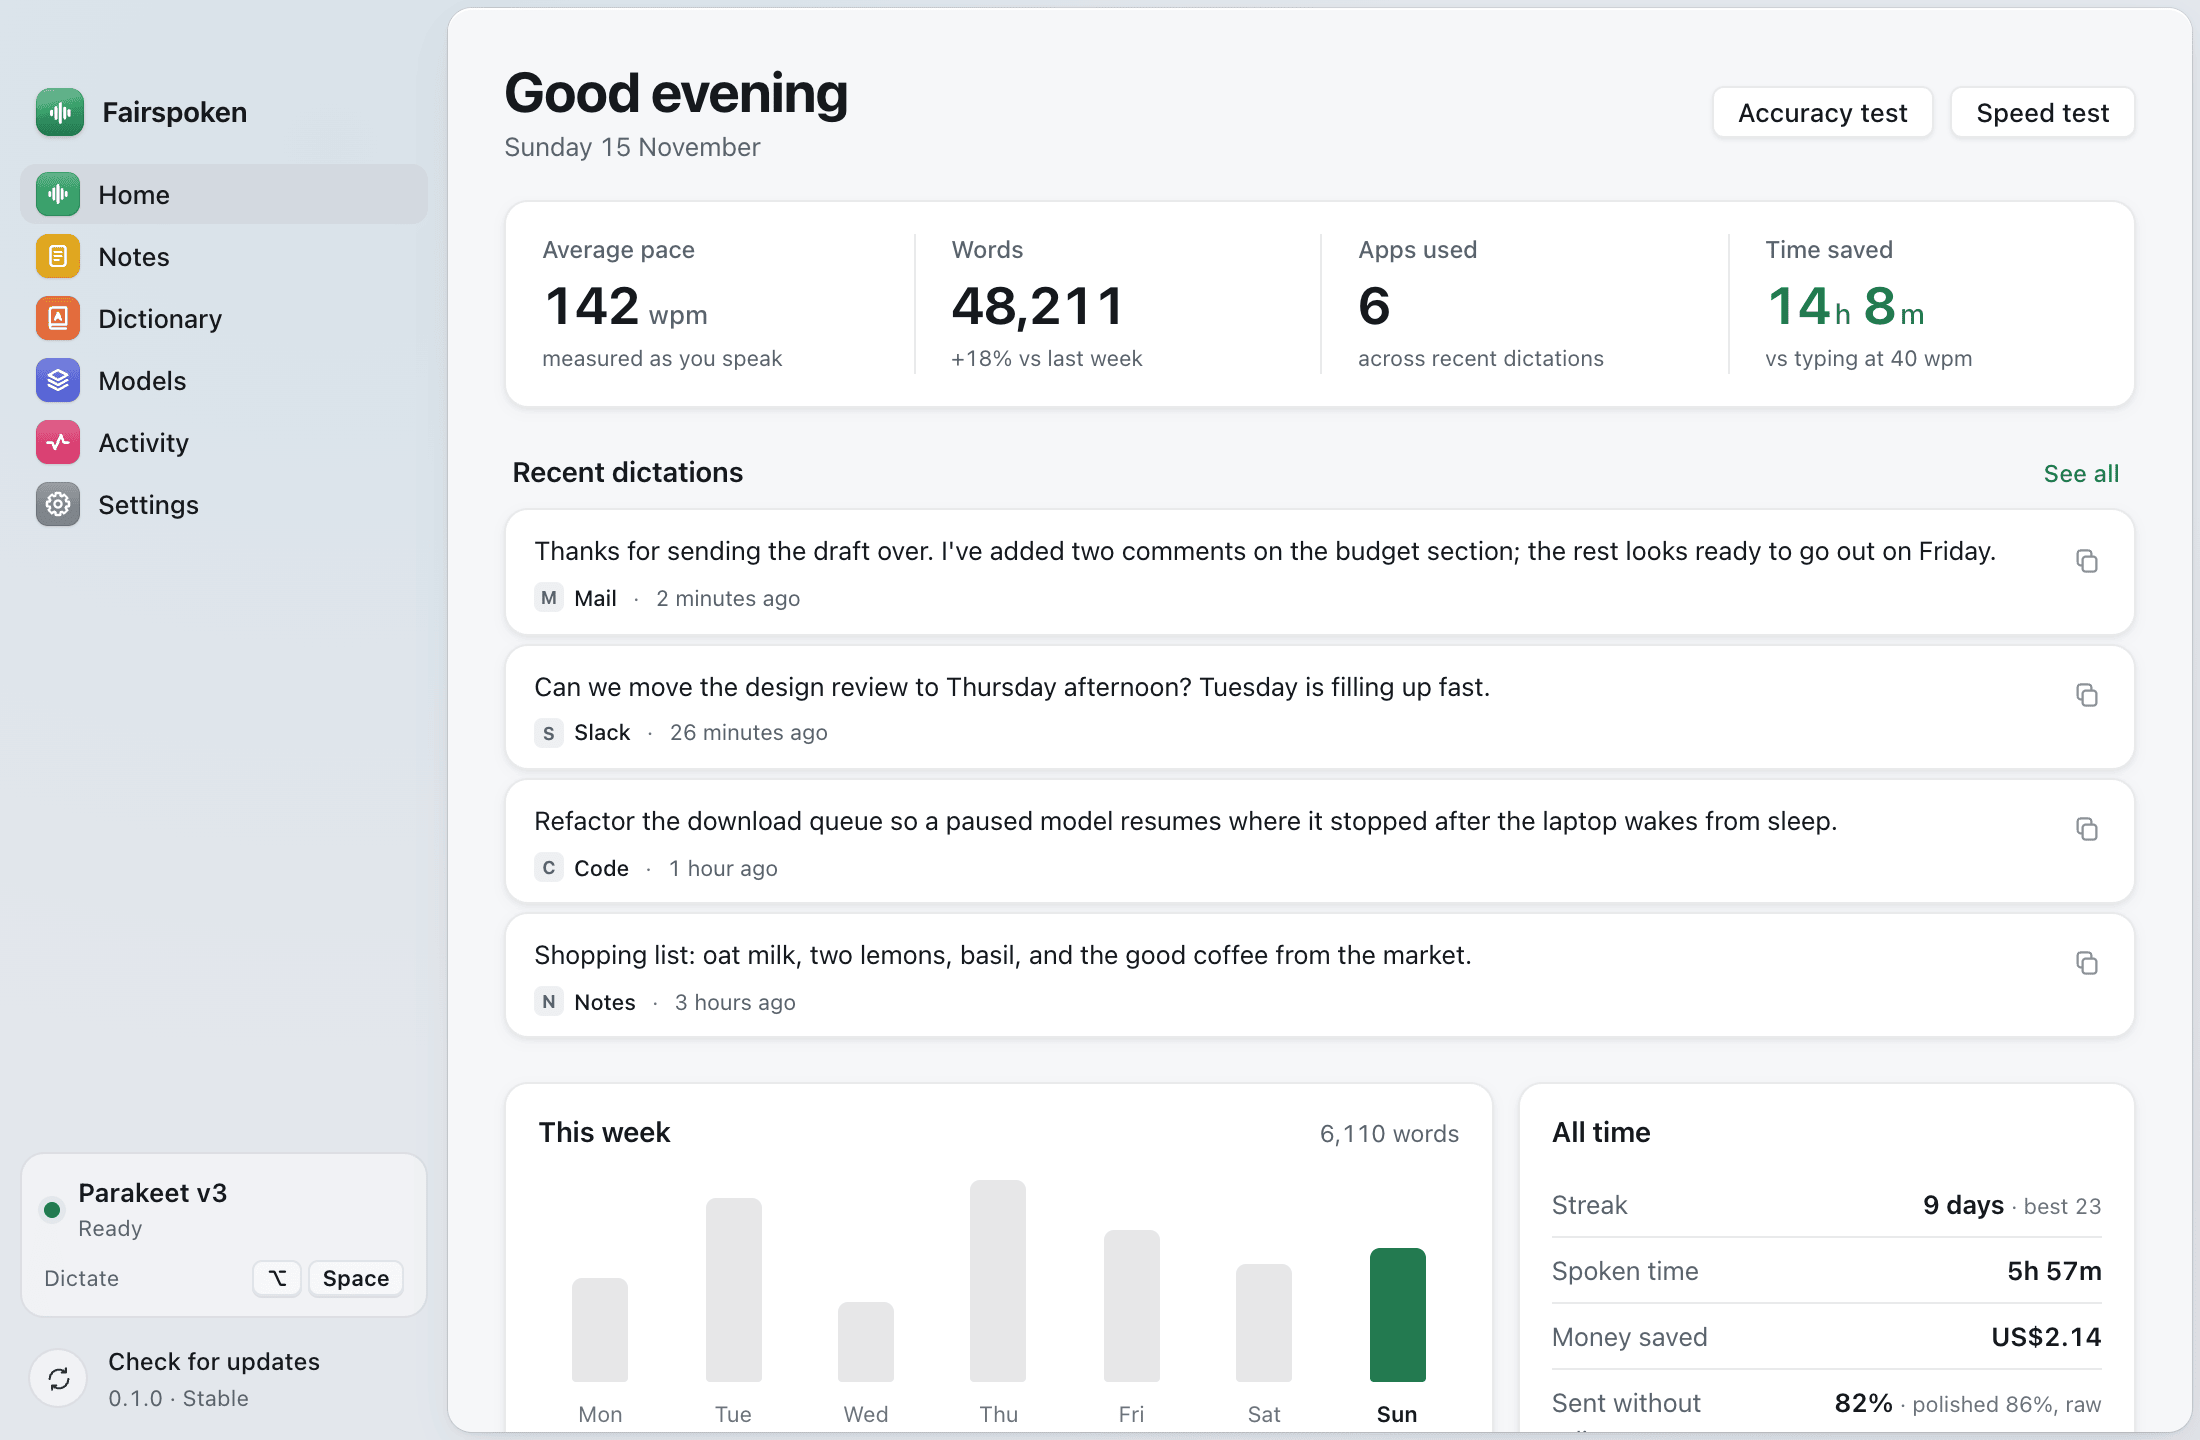 Fairspoken
Home
Notes
Dictionary
Models
Activity
Settings
Parakeet v3
Ready
Dictate ⌥ Space
Check for updates
0.1.0 · Stable
Good evening
Sunday 15 November
Accuracy test
Speed test
Average pace
142 wpm
measured as you speak
Words
48,211
+18% vs last week
Apps used
6
across recent dictations
Time saved
14h 8m
vs typing at 40 wpm
Recent dictations
See all
Thanks for sending the draft over. I've added two comments on the budget section; the rest looks ready to go out on Friday.
M Mail · 2 minutes ago
Can we move the design review to Thursday afternoon? Tuesday is filling up fast.
S Slack · 26 minutes ago
Refactor the download queue so a paused model resumes where it stopped after the laptop wakes from sleep.
C Code · 1 hour ago
Shopping list: oat milk, two lemons, basil, and the good coffee from the market.
N Notes · 3 hours ago
This week
6,110 words
Mon Tue Wed Thu Fri Sat Sun
All time
Streak 9 days · best 23
Spoken time 5h 57m
Money saved US$2.14
Sent without 82% · polished 86%, raw